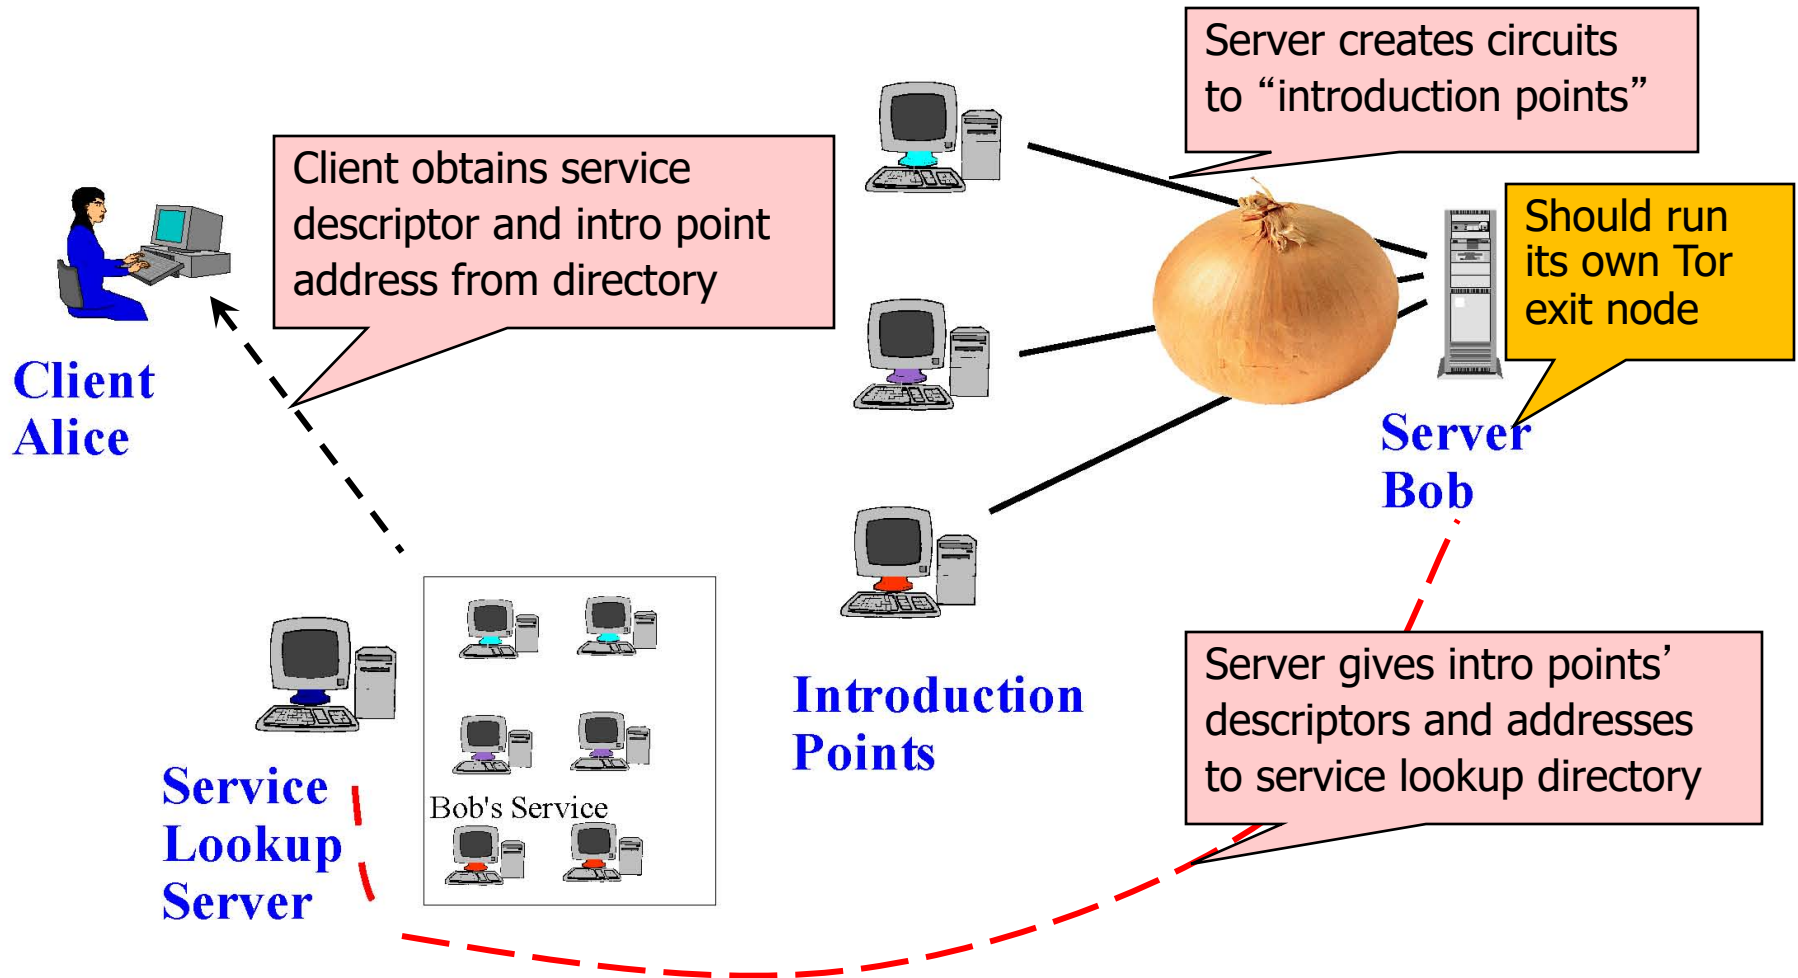 Server creates circuits
to “introduction points”
Client obtains service
descriptor and intro point
address from directory
Should run
its own Tor
exit node
Client
Alice
Server
Bob
Introduction
Points
Server gives intro points’
descriptors and addresses
to service lookup directory
Service
Lookup
Server
Bob's Service